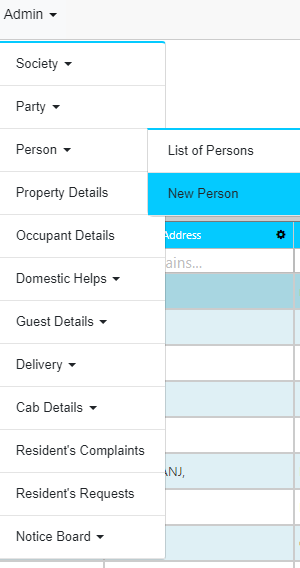 Admin
Society
Party
Person
List of Persons
Property Details
New Person
Occupant Details
Address
ains...
Domestic Helps
Guest Details
Delivery
Cab Details
Resident's Complaints
ANJ,
Resident's Requests
Notice Board